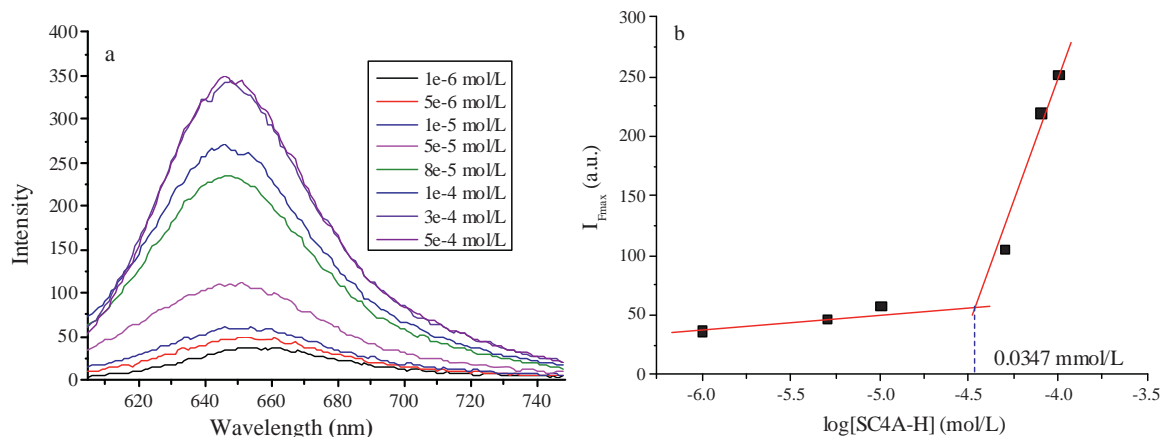 a
400
350
300
250
200
150
100
50
0
Intensity
620 640 660 680 700 720 740
Wavelength (nm)
1e-6 mol/L
5e-6 mol/L
1e-5 mol/L
5e-5 mol/L
8e-5 mol/L
1e-4 mol/L
3e-4 mol/L
5e-4 mol/L
b
300
250
200
150
100
50
0
I_Fmax (a.u.)
0.0347 mmol/L
-6.0 -5.5 -5.0 -4.5 -4.0 -3.5
log[SC4A-H] (mol/L)